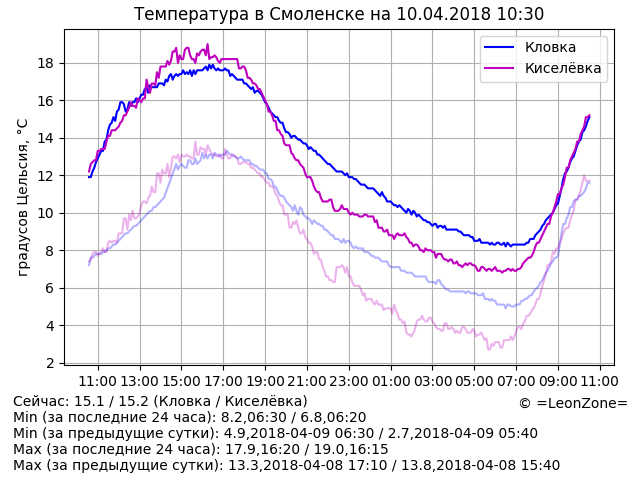 Температура в Смоленске на 10.04.2018 10:30
Кловка
Киселёвка
градусов Цельсия, °C
18
16
14
12
10
8
6
4
2
11:00 13:00 15:00 17:00 19:00 21:00 23:00 01:00 03:00 05:00 07:00 09:00 11:00
Сейчас: 15.1 / 15.2 (Кловка / Киселёвка)
© =LeonZone=
Min (за последние 24 часа): 8.2,06:30 / 6.8,06:20
Min (за предыдущие сутки): 4.9,2018-04-09 06:30 / 2.7,2018-04-09 05:40
Max (за последние 24 часа): 17.9,16:20 / 19.0,16:15
Max (за предыдущие сутки): 13.3,2018-04-08 17:10 / 13.8,2018-04-08 15:40